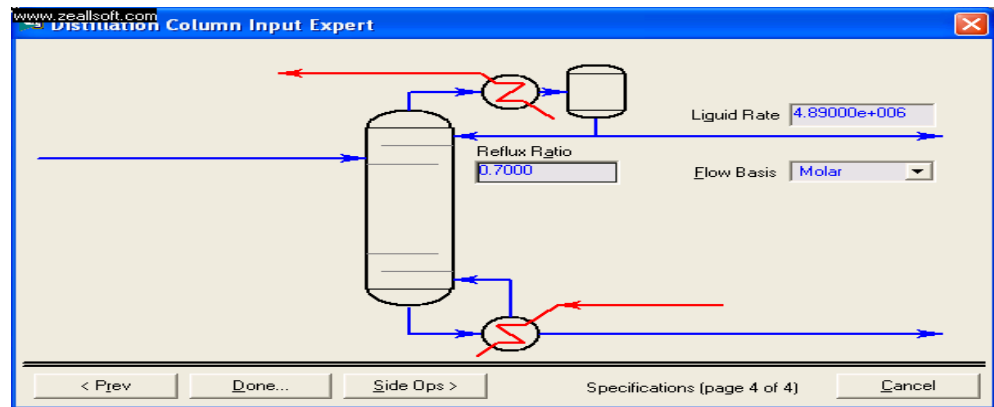 www.zeallsoft.com
Distillation Column Input Expert
Liquid Rate 4.89000e+006
Reflux Ratio
0.7000
Flow Basis Molar
< Prev
Done...
Side Ops >
Specifications (page 4 of 4)
Cancel